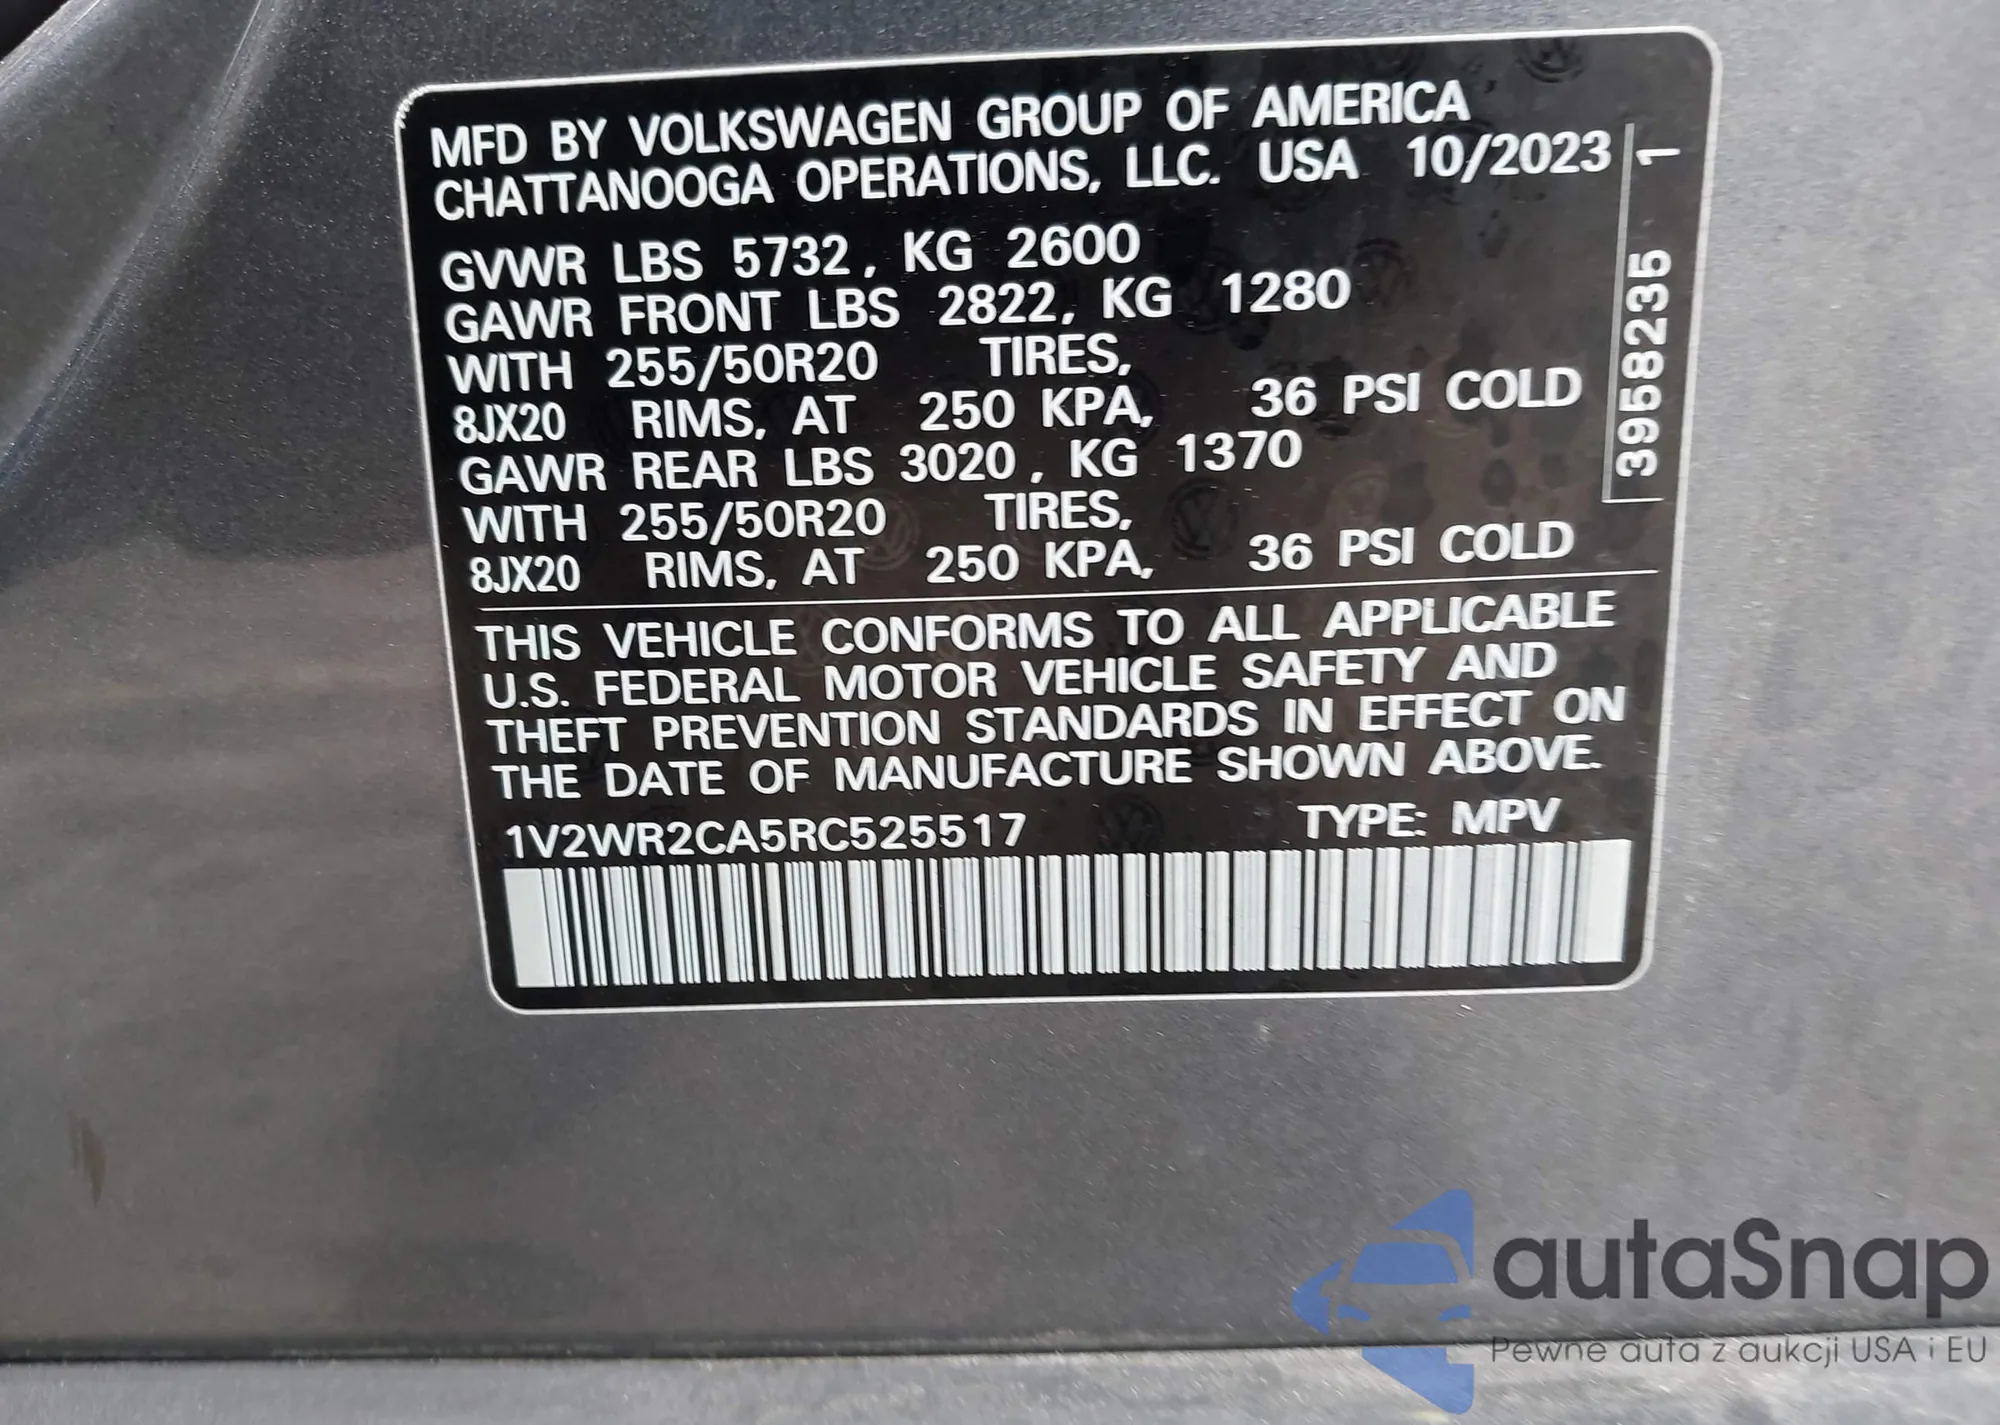 MFD BY VOLKSWAGEN GROUP OF AMERICA
CHATTANOOGA OPERATIONS, LLC. USA 10/2023
GVWR LBS 5732, KG 2600
GAWR FRONT LBS 2822, KG 1280
WITH 255/50R20 TIRES,
8JX20 RIMS, AT 250 KPA, 36 PSI COLD
GAWR REAR LBS 3020, KG 1370
WITH 255/50R20 TIRES,
8JX20 RIMS, AT 250 KPA, 36 PSI COLD
3958235 1
THIS VEHICLE CONFORMS TO ALL APPLICABLE
U.S. FEDERAL MOTOR VEHICLE SAFETY AND
THEFT PREVENTION STANDARDS IN EFFECT ON
THE DATE OF MANUFACTURE SHOWN ABOVE.
1V2WR2CA5RC525517 TYPE: MPV
autaSnap
Pewne auta z aukcji USA i EU